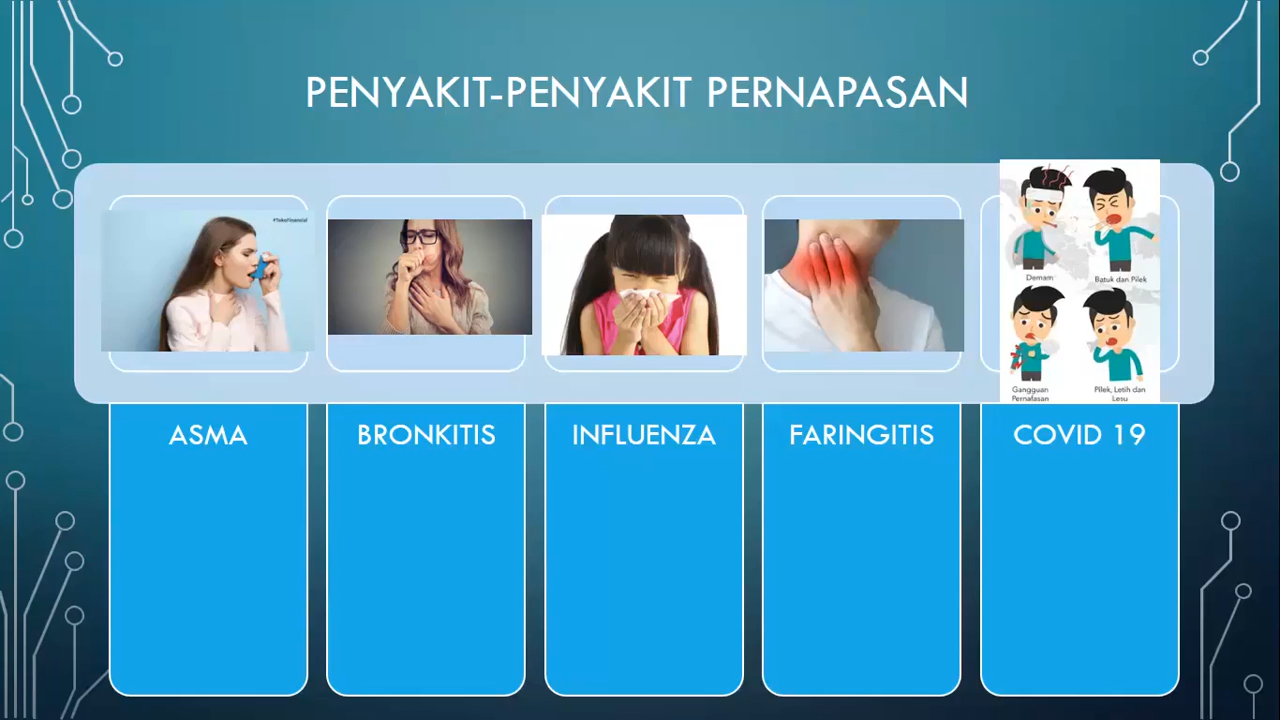 PENYAKIT-PENYAKIT PERNAPASAN
Demam
Batuk dan Pilek
Gangguan
Pernafasan
Pilek, Letih dan
Lesu
ASMA
BRONKITIS
INFLUENZA
FARINGITIS
COVID 19